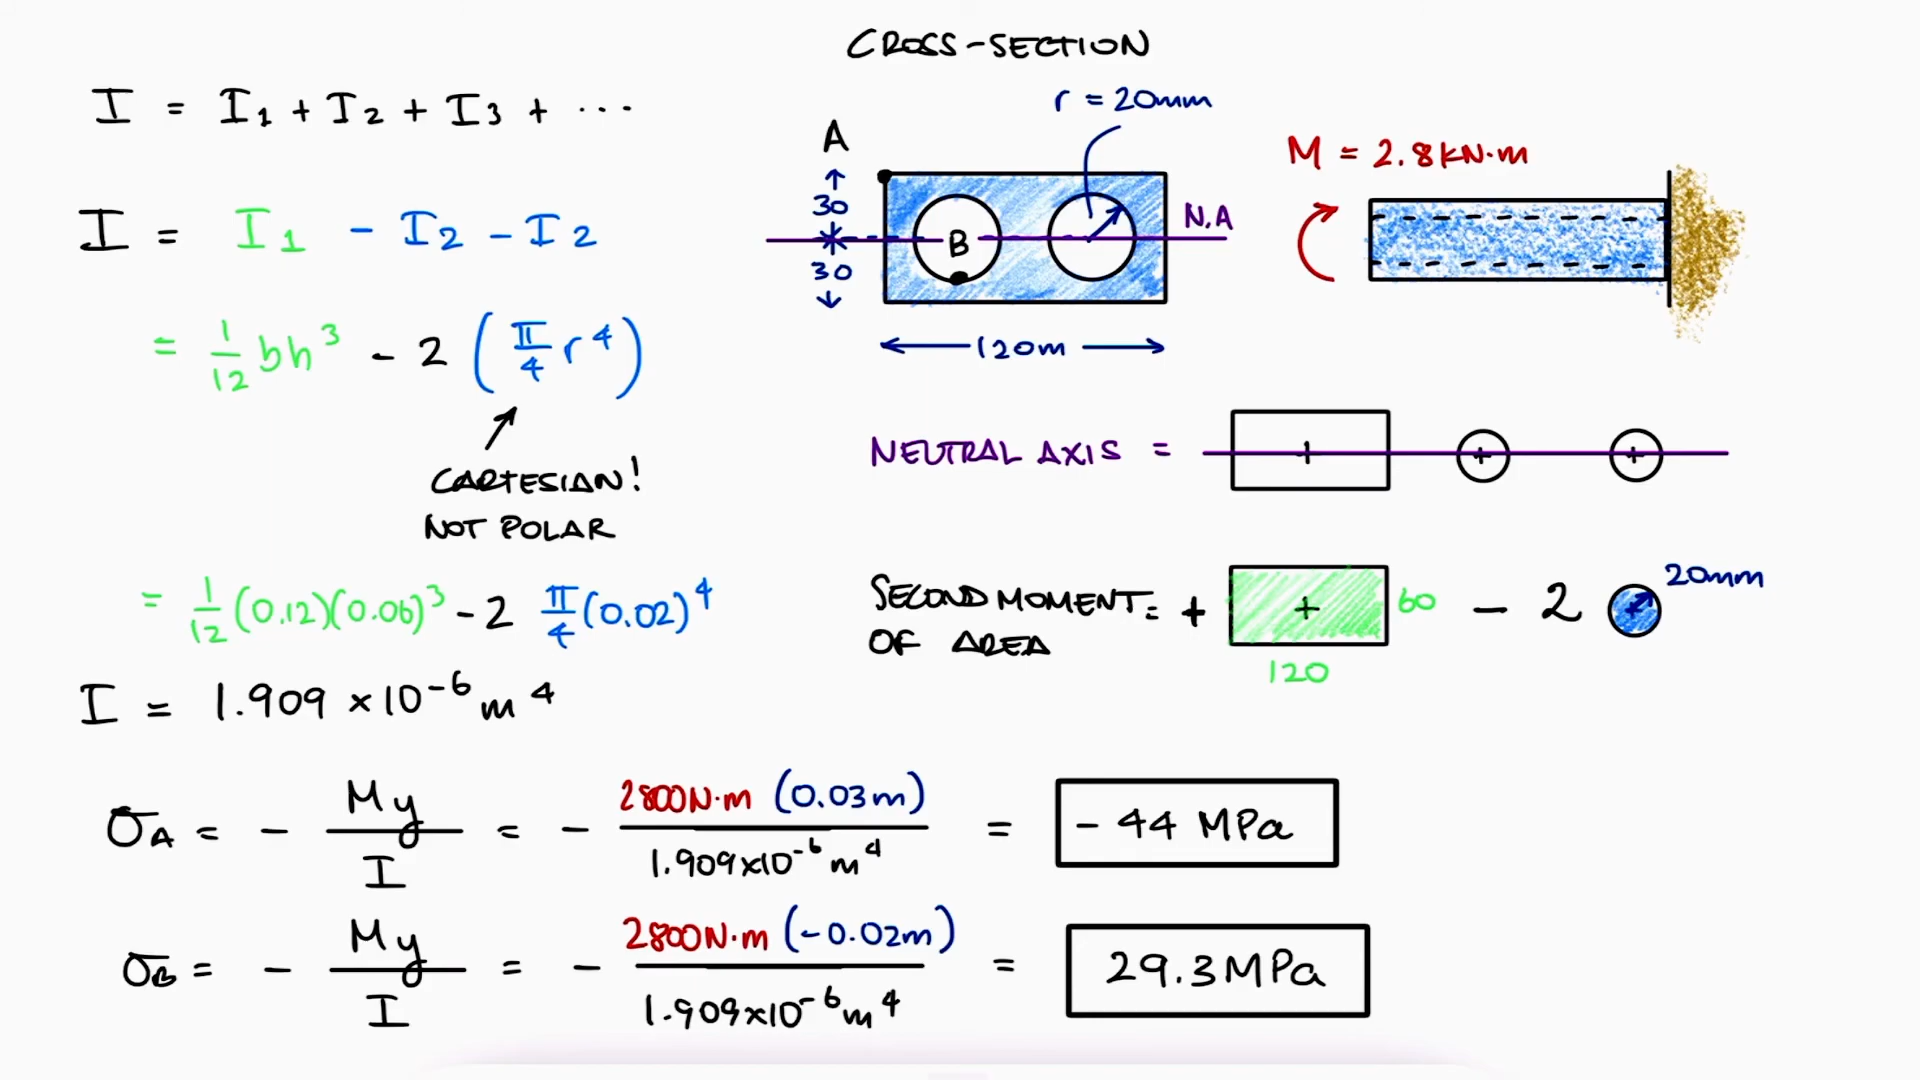 CROSS-SECTION
I = I₁ + I₂ + I₃ + ...
I = I₁ - I₂ - I₂
= 1/12 bh³ - 2 (π/4 r⁴)
CARTESIAN!
NOT POLAR
= 1/12 (0.12)(0.06)³ - 2 π/4 (0.02)⁴
I = 1.909 ×10⁻⁶ m⁴
r = 20mm
A
30
30
B
N.A
120m
M = 2.8kN·m
NEUTRAL AXIS =
SECOND MOMENT = + 60 - 2 20mm
OF AREA
120
σA = - My/I = - 2800N·m (0.03m) / 1.909×10⁻⁶ m⁴ = - 44 MPa
σB = - My/I = - 2800N·m (-0.02m) / 1.909×10⁻⁶ m⁴ = 29.3MPa